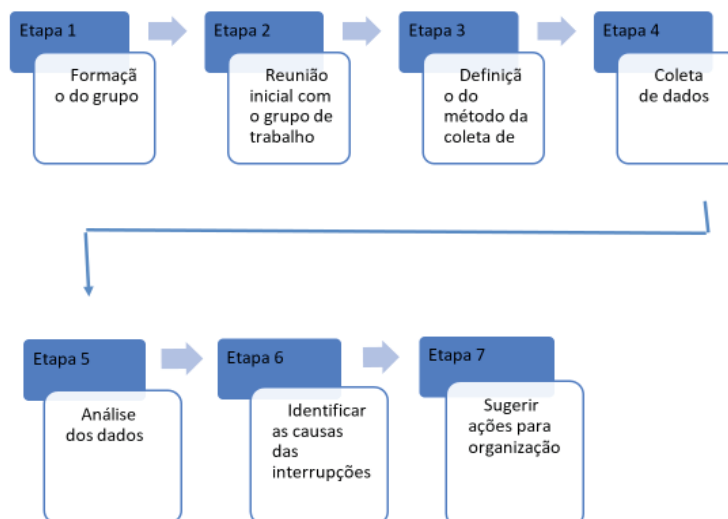 Etapa 1
Formaçã
o do grupo
Etapa 2
Reunião
inicial com
o grupo de
trabalho
Etapa 3
Definiçã
o do
método da
coleta de
Etapa 4
Coleta
de dados
Etapa 5
Análise
dos dados
Etapa 6
Identificar
as causas
das
interrupções
Etapa 7
Sugerir
ações para
organização